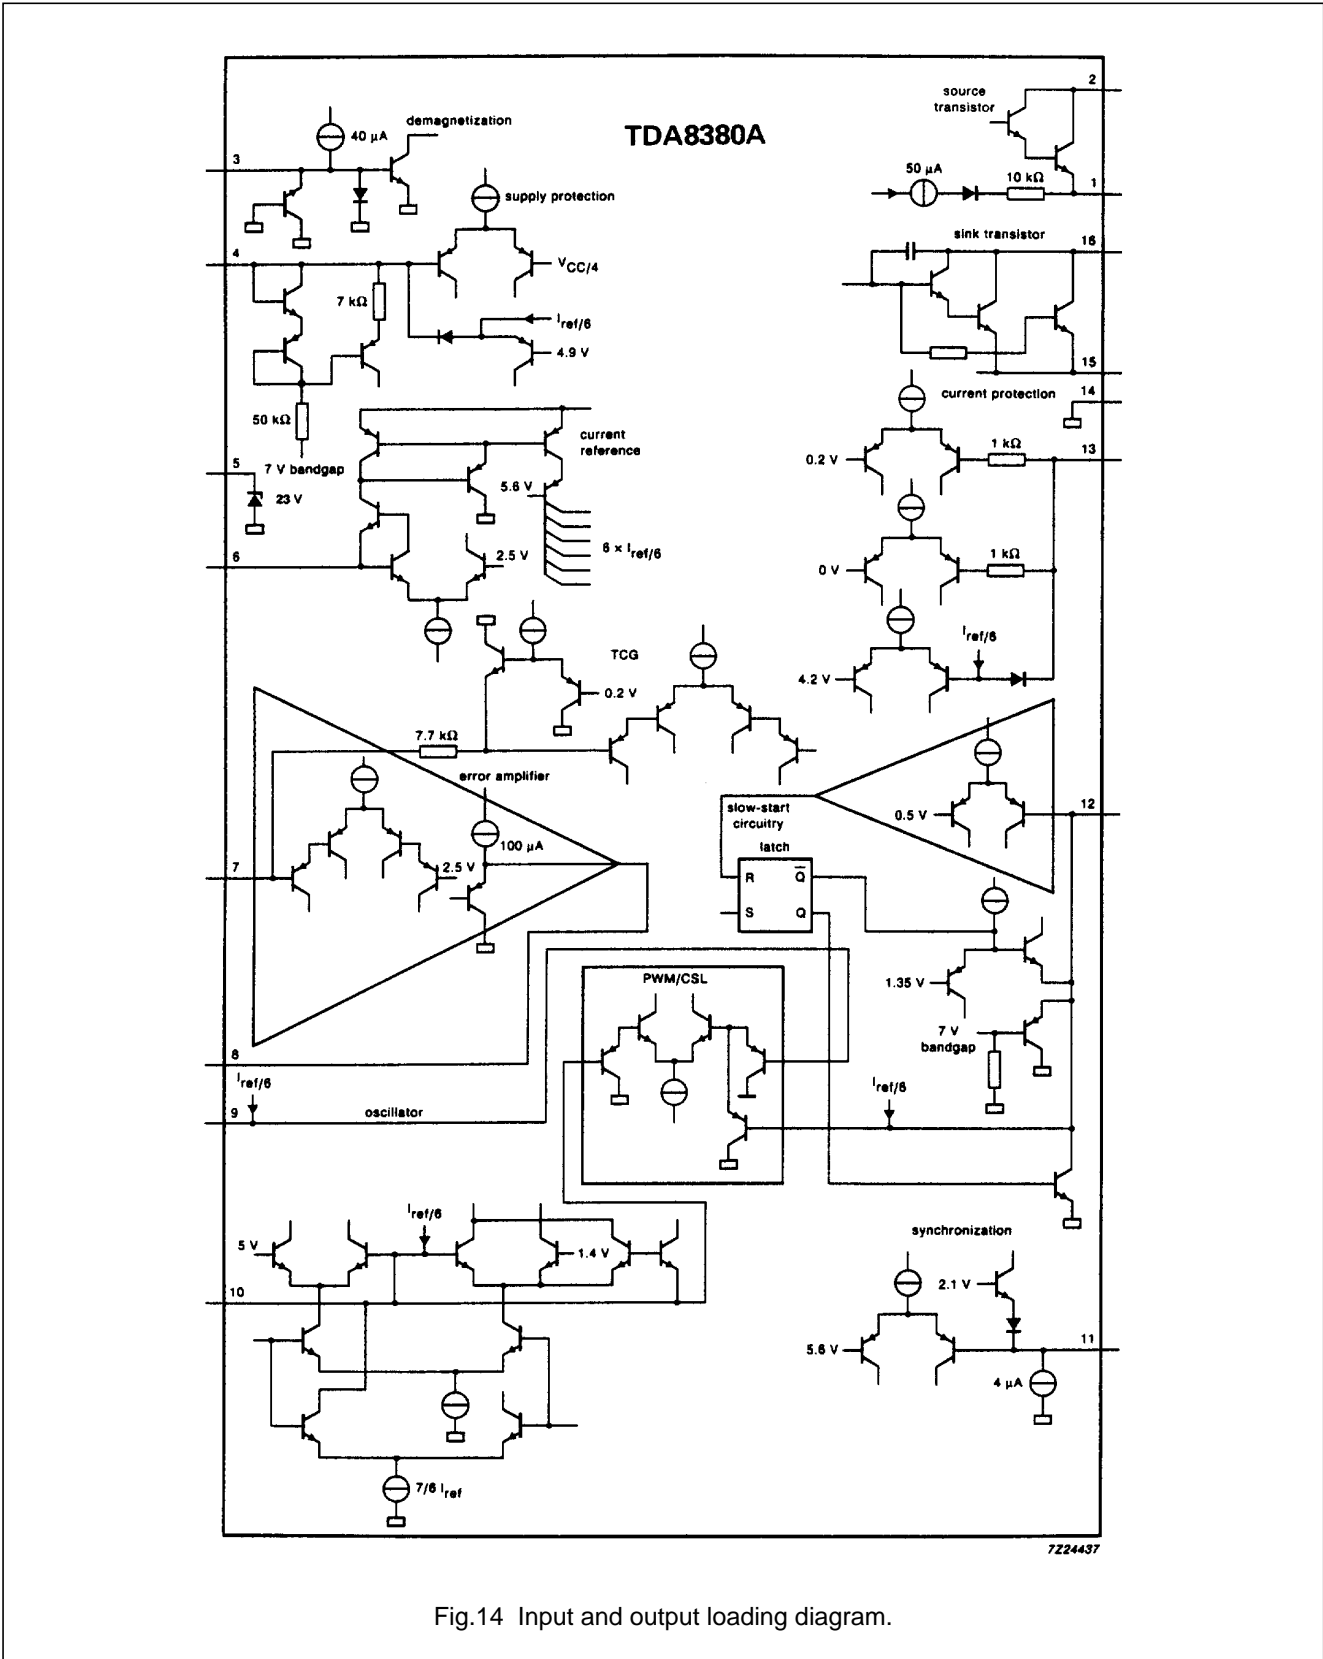 TDA8380A
2
source
transistor
3
40 μA
demagnetization
50 μA
10 kΩ
1
supply protection
sink transistor
16
4
VCC/4
7 kΩ
Iref/6
4.9 V
15
current protection
14
50 kΩ
current
reference
0.2 V
1 kΩ
13
5
7 V bandgap
23 V
5.6 V
6 x Iref/6
6
2.5 V
0 V
1 kΩ
TCG
0.2 V
Iref/6
4.2 V
7.7 kΩ
error amplifier
100 μA
7
2.5 V
slow-start
circuitry
0.5 V
12
latch
R
Q
S
Q
1.35 V
PWM/CSL
7 V
bandgap
8
Iref/6
9
oscillator
Iref/6
Iref/6
5 V
1.4 V
10
synchronization
2.1 V
5.6 V
11
4 μA
7/6 Iref
7Z24437
Fig.14 Input and output loading diagram.